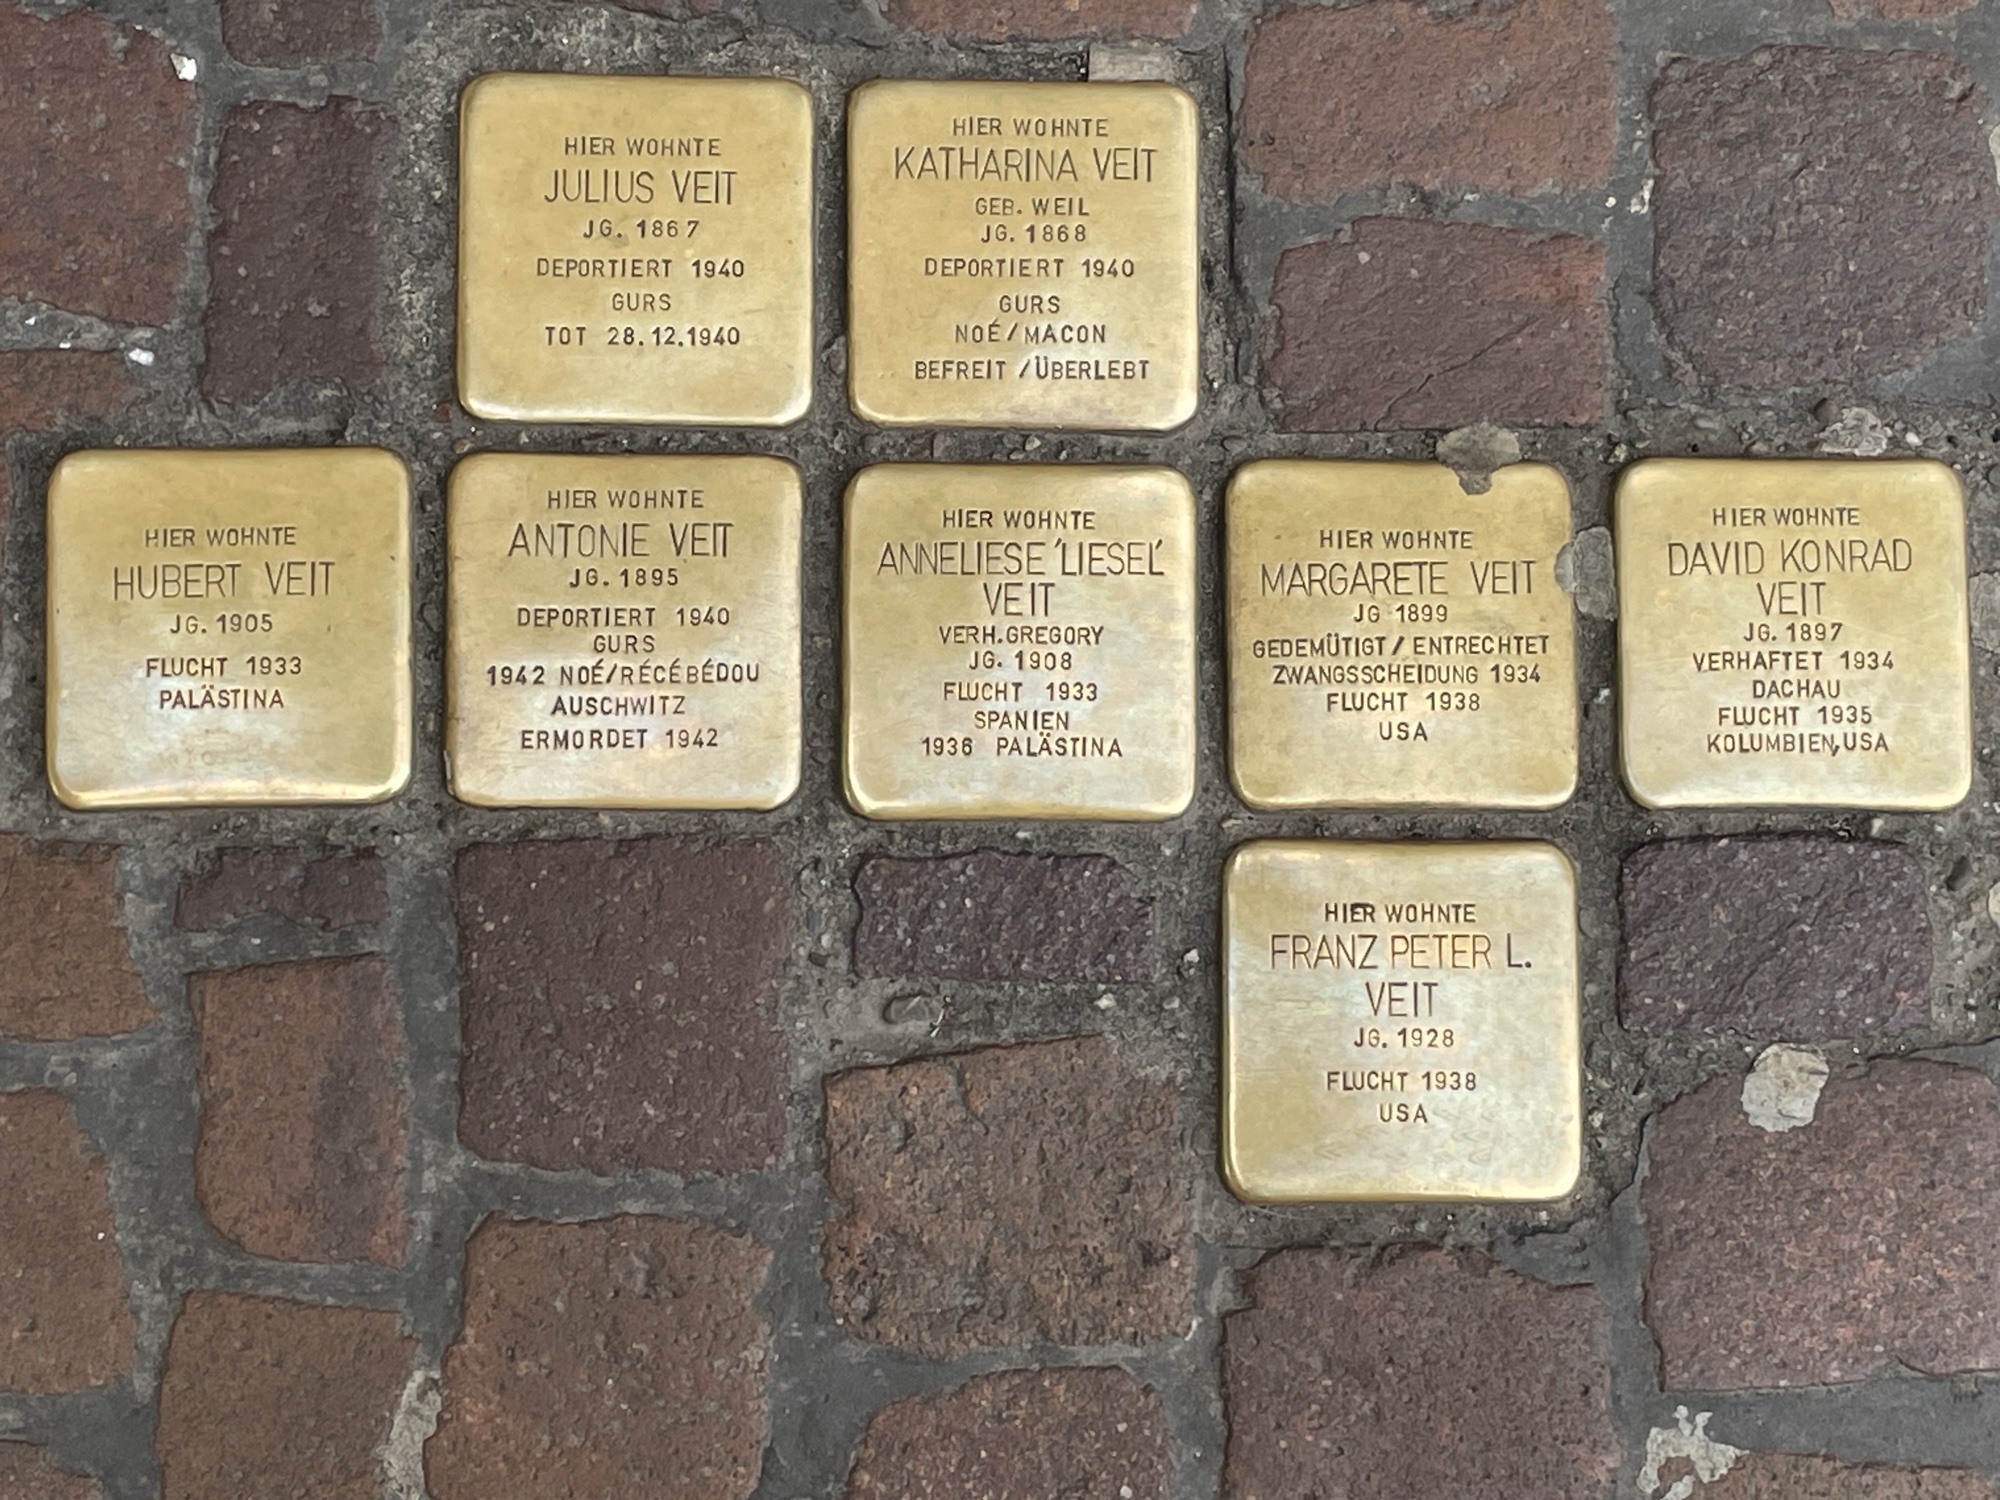 HIER WOHNTE
JULIUS VEIT
JG. 1867
DEPORTIERT 1940
GURS
TOT 28.12.1940
HIER WOHNTE
KATHARINA VEIT
GEB. WEIL
JG. 1868
DEPORTIERT 1940
GURS
NOÉ/MACON
BEFREIT/ÜBERLEBT
HIER WOHNTE
HUBERT VEIT
JG. 1905
FLUCHT 1933
PALÄSTINA
HIER WOHNTE
ANTONIE VEIT
JG. 1895
DEPORTIERT 1940
GURS
1942 NOÉ/RÉCÉBÉDOU
AUSCHWITZ
ERMORDET 1942
HIER WOHNTE
ANNELIESE 'LIESEL'
VEIT
VERH.GREGORY
JG. 1908
FLUCHT 1933
SPANIEN
1936 PALÄSTINA
HIER WOHNTE
MARGARETE VEIT
JG 1899
GEDEMÜTIGT/ENTRECHTET
ZWANGSSCHEIDUNG 1934
FLUCHT 1938
USA
HIER WOHNTE
DAVID KONRAD
VEIT
JG. 1897
VERHAFTET 1934
DACHAU
FLUCHT 1935
KOLUMBIEN,USA
HIER WOHNTE
FRANZ PETER L.
VEIT
JG. 1928
FLUCHT 1938
USA